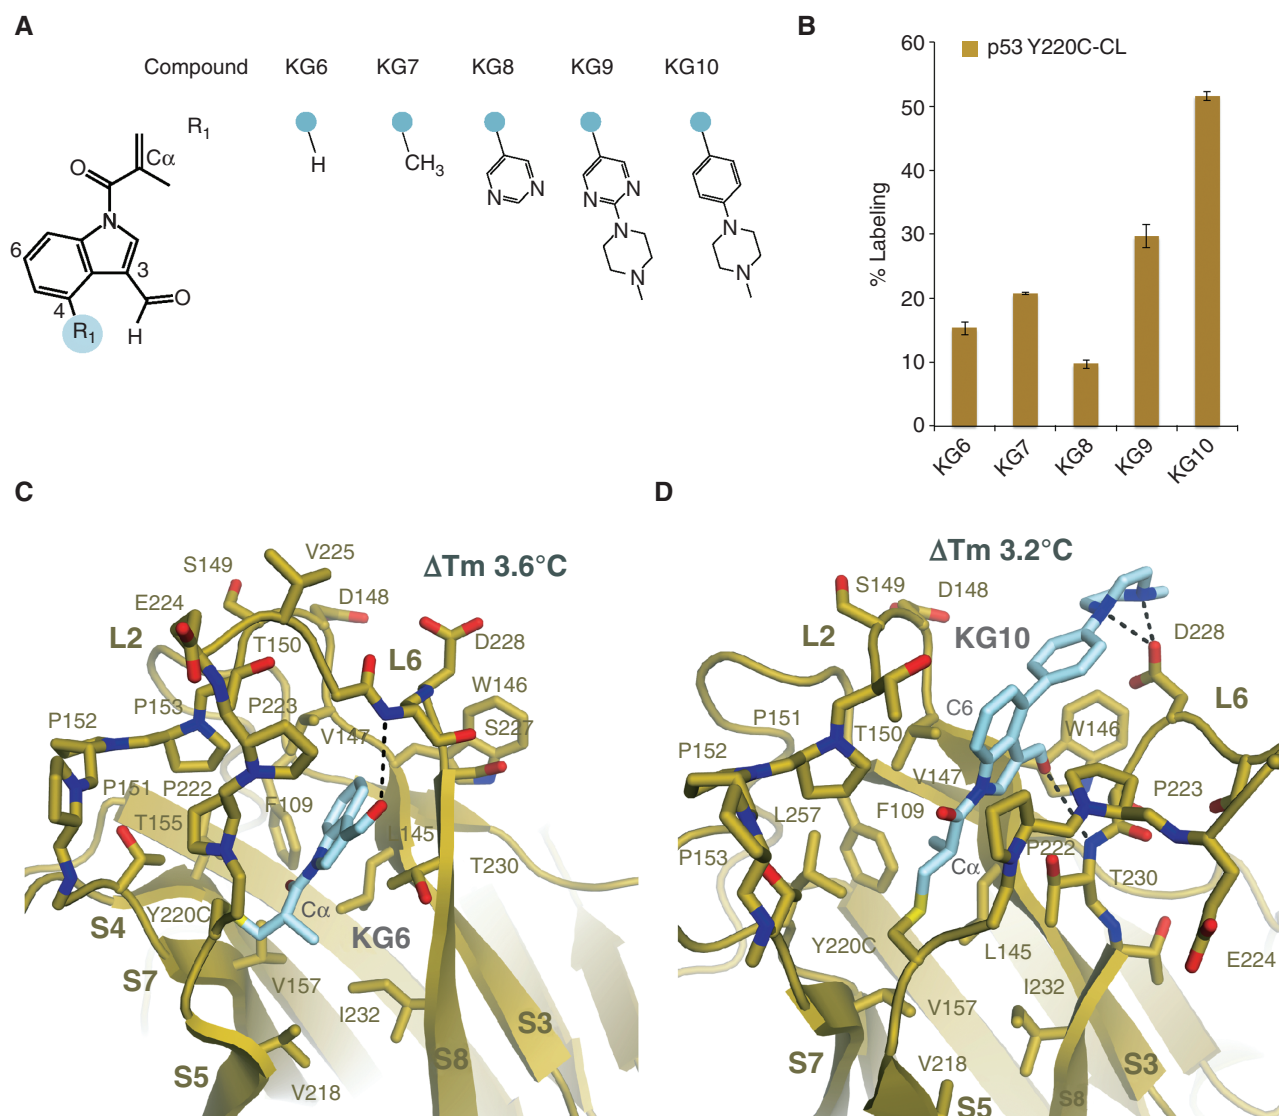 A
Compound KG6 KG7 KG8 KG9 KG10
R1
H
CH3
N N
N N
N
N
N
N
O
Cα
N
6
3
4
O
H
R1
B
p53 Y220C-CL
% Labeling
60
50
40
30
20
10
0
KG6 KG7 KG8 KG9 KG10
C
ΔTm 3.6°C
V225
S149
E224
D148
L2
T150
L6
D228
W146
P153
P223
S227
P152
V147
P151
P222
F109
T155
L145
T230
Cα
Y220C
S4
KG6
S7
V157
I232
S3
S8
S5
V218
D
ΔTm 3.2°C
S149
D148
L2
KG10
D228
L6
C6
P151
T150
W146
P152
V147
P223
L257
F109
P153
P222
Cα
T230
Y220C
L145
E224
I232
V157
S7
V218
S3
S8
S5